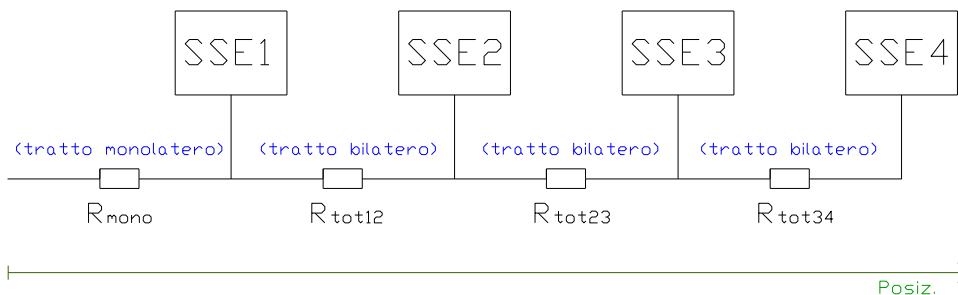 SSE1 SSE2 SSE3 SSE4
(tratto monolatero) (tratto bilatero) (tratto bilatero) (tratto bilatero)
Rmono Rtot12 Rtot23 Rtot34
Posiz.